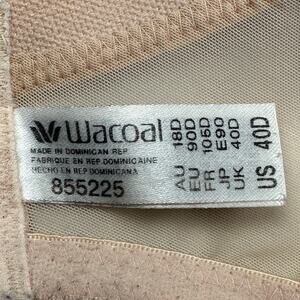 Wacoal
MADE IN DOMINICAN REP.
FABRIQUE EN REP DOMINICAINE
HECHO EN REP DOMINICANA
855225
AU 18D
EU 90D
FR 105D
JP E90
UK 40D
US 40D